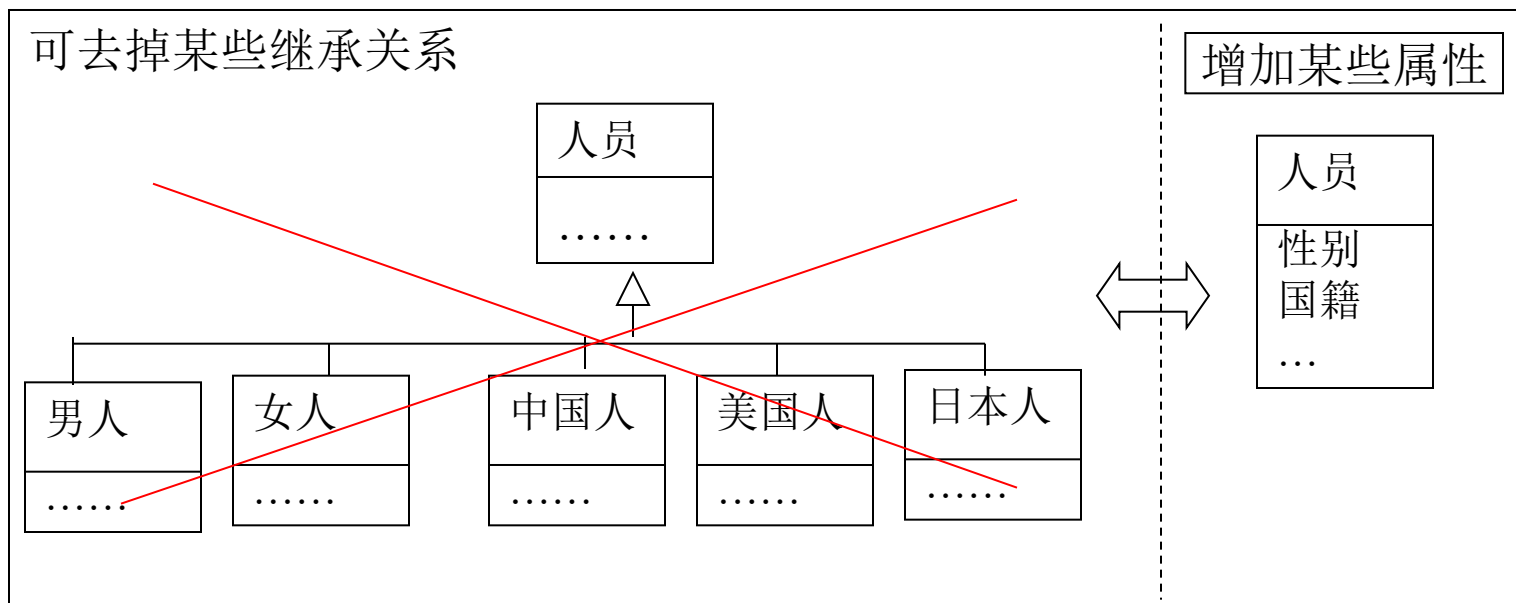 可去掉某些继承关系
增加某些属性
人员
……
男人
……
女人
……
中国人
……
美国人
……
日本人
……
人员
性别
国籍
…